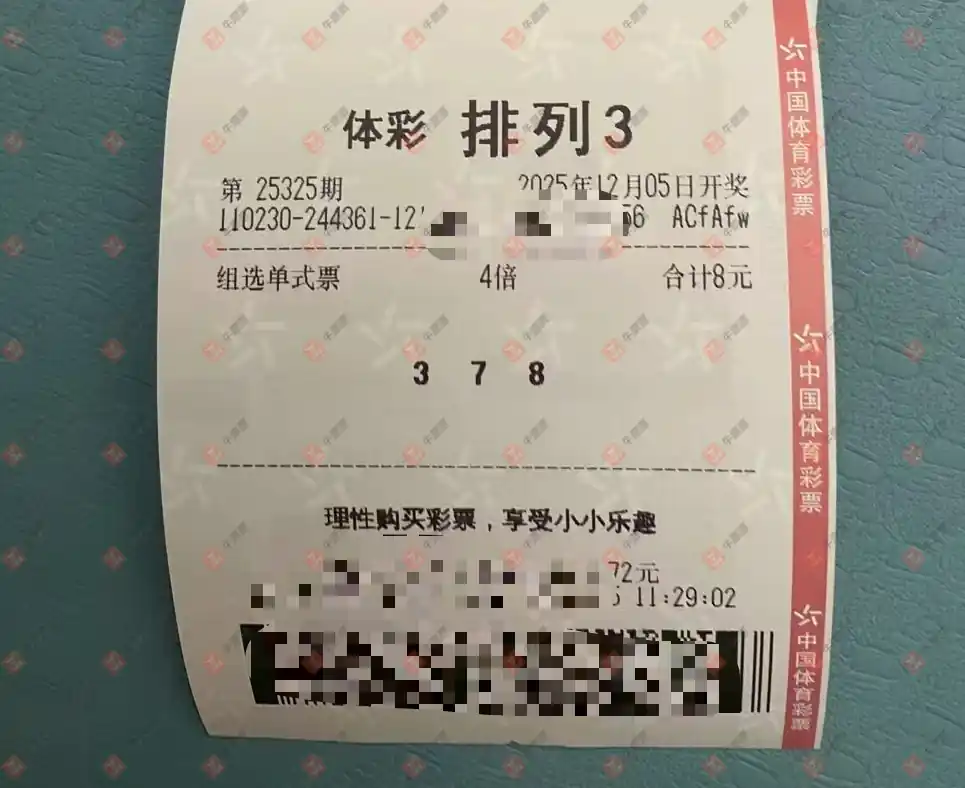 体彩 排列3
第 25325期 2025年12月05日开奖
110230-244361-12 66 ACfAfw
组选单式票 4倍 合计8元
3 7 8
理性购买彩票，享受小小乐趣
72元
11:29:02
中国体育彩票
中国体育彩票
中国体育彩票